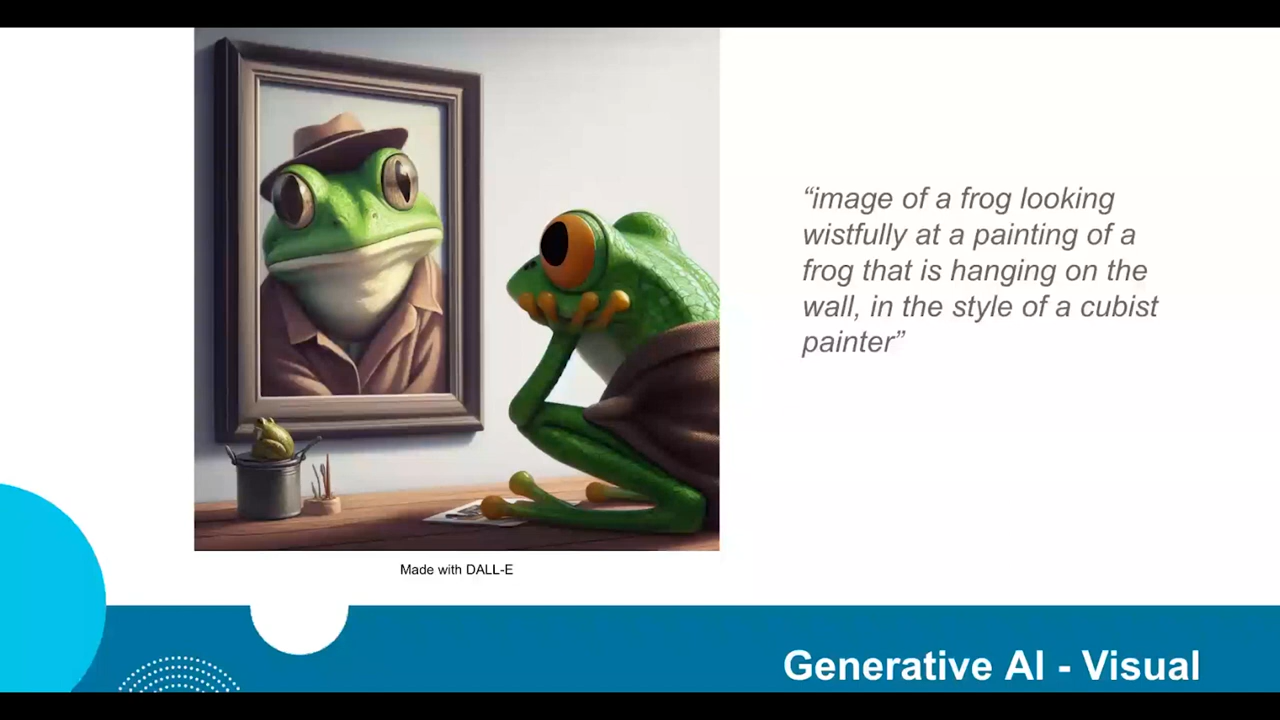 “image of a frog looking
wistfully at a painting of a
frog that is hanging on the
wall, in the style of a cubist
painter”
Made with DALL-E
Generative AI - Visual